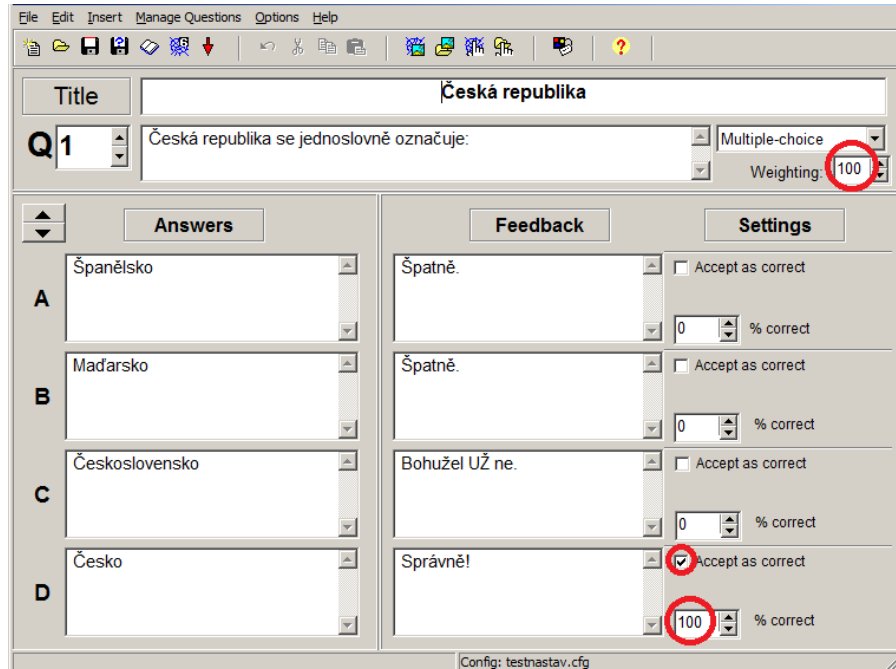 File Edit Insert Manage Questions Options Help
Title
Česká republika
Q 1
Česká republika se jednoslovně označuje:
Multiple-choice
Weighting: 100
Answers
Feedback
Settings
A
Španělsko
Špatně.
Accept as correct
0 % correct
B
Maďarsko
Špatně.
Accept as correct
0 % correct
C
Československo
Bohužel UŽ ne.
Accept as correct
0 % correct
D
Česko
Správně!
Accept as correct
100 % correct
Config: testnastav.cfg